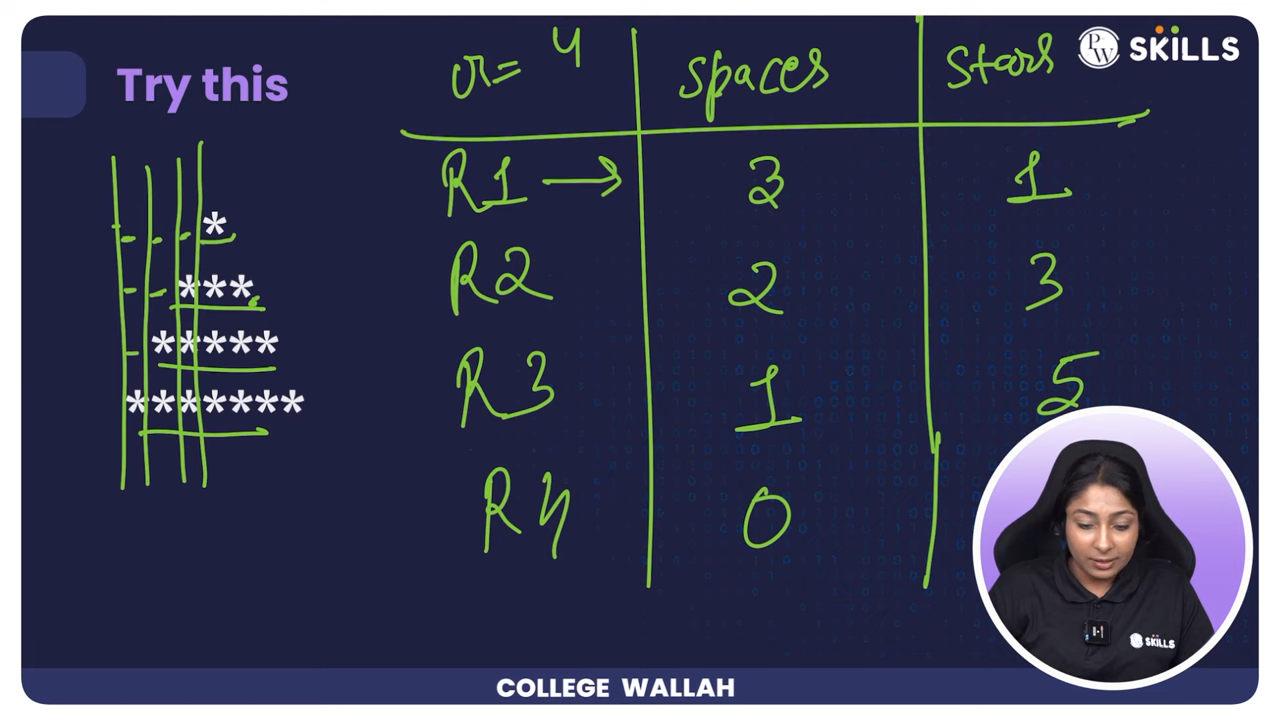 Try this
PW SKILLS
n= 4 spaces stars
R1 → 3 1
R2 2 3
R3 1 5
R4 0
*
***
*****
*******
SKILLS
COLLEGE WALLAH